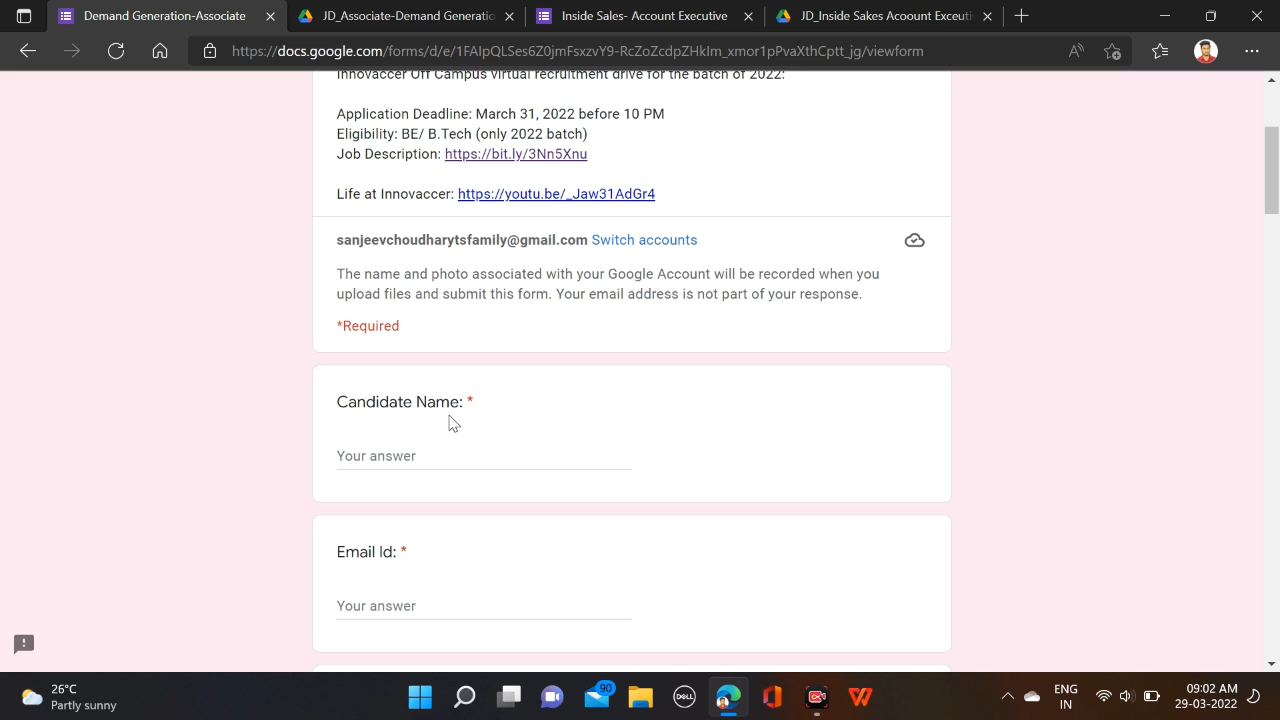 Demand Generation-Associate
JD_Associate-Demand Generatio
Inside Sales- Account Executive
JD_Inside Sakes Acoount Exceuti
https://docs.google.com/forms/d/e/1FAIpQLSes6Z0jmFsxzvY9-RcZoZcdpZHkIm_xmor1pPvaXthCptt_jg/viewform
Innovaccer Off Campus virtual recruitment drive for the batch of 2022:
Application Deadline: March 31, 2022 before 10 PM
Eligibility: BE/ B.Tech (only 2022 batch)
Job Description: https://bit.ly/3Nn5Xnu
Life at Innovaccer: https://youtu.be/_Jaw31AdGr4
sanjeevchoudharytsfamily@gmail.com Switch accounts
The name and photo associated with your Google Account will be recorded when you
upload files and submit this form. Your email address is not part of your response.
*Required
Candidate Name: *
Your answer
Email Id: *
Your answer
26°C
Partly sunny
90
DELL
ENG
IN
09:02 AM
29-03-2022